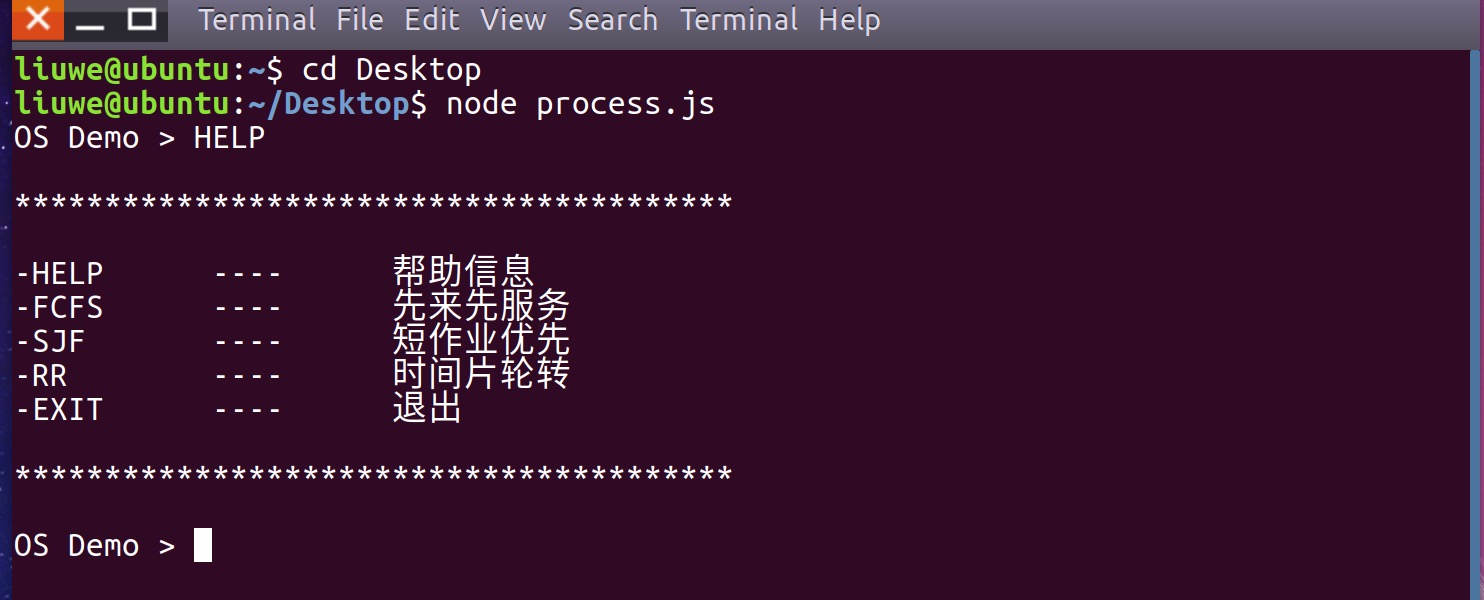 Terminal File Edit View Search Terminal Help
liuwe@ubuntu:~$ cd Desktop
liuwe@ubuntu:~/Desktop$ node process.js
OS Demo > HELP
****************************************
-HELP ---- 帮助信息
-FCFS ---- 先来先服务
-SJF ---- 短作业优先
-RR ---- 时间片轮转
-EXIT ---- 退出
****************************************
OS Demo >